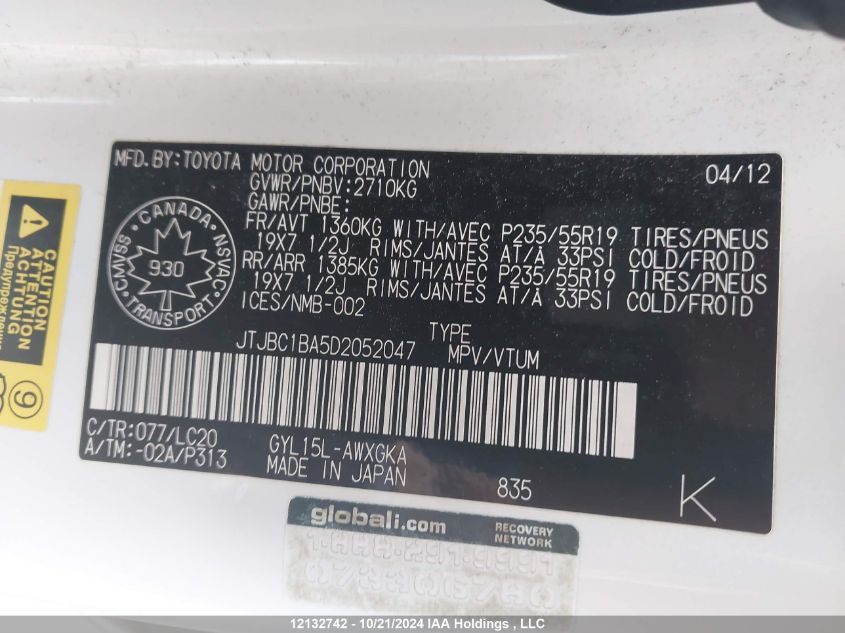 MFD.BY:TOYOTA MOTOR CORPORATION 04/12
GVWR/PNBV:2710KG
GAWR/PNBE:
FR/AVT 1360KG WITH/AVEC P235/55R19 TIRES/PNEUS
19X7 1/2J RIMS/JANTES AT/À 33PSI COLD/FROID
RR/ARR 1385KG WITH/AVEC P235/55R19 TIRES/PNEUS
19X7 1/2J RIMS/JANTES AT/À 33PSI COLD/FROID
ICES/NMB-002
CANADA
CMVSS 930 NSVAC
TRANSPORT
TYPE
JTJBC1BA5D2052047 MPV/VTUM
C/TR:077/LC20 GYL15L-AWXGKA
A/TM:-02A/P313 MADE IN JAPAN 835 K
CAUTION
ATTENTION
ACHTUNG
9
globali.com RECOVERY
NETWORK
12132742 - 10/21/2024 IAA Holdings , LLC